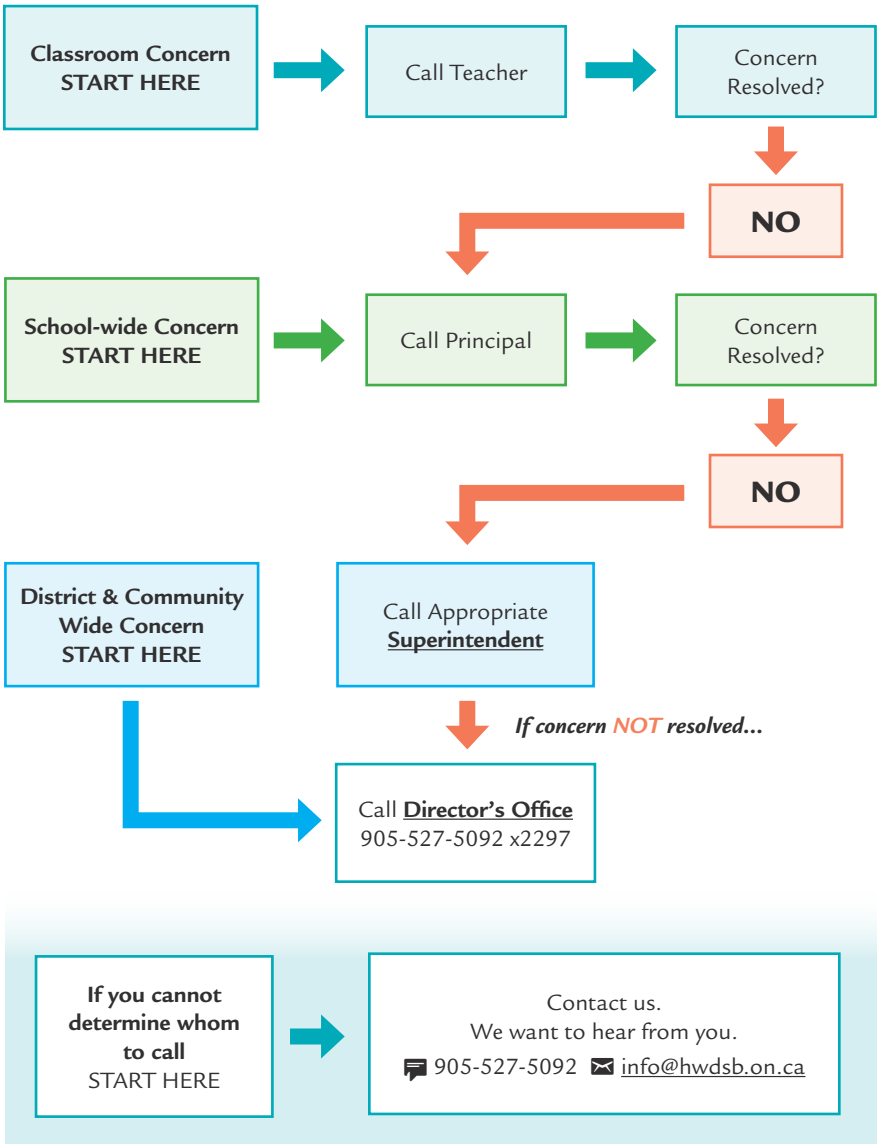 Classroom Concern
START HERE
Call Teacher
Concern
Resolved?
NO
School-wide Concern
START HERE
Call Principal
Concern
Resolved?
NO
District & Community
Wide Concern
START HERE
Call Appropriate
Superintendent
If concern NOT resolved...
Call Director's Office
905-527-5092 x2297
If you cannot
determine whom
to call
START HERE
Contact us.
We want to hear from you.
905-527-5092 info@hwdsb.on.ca